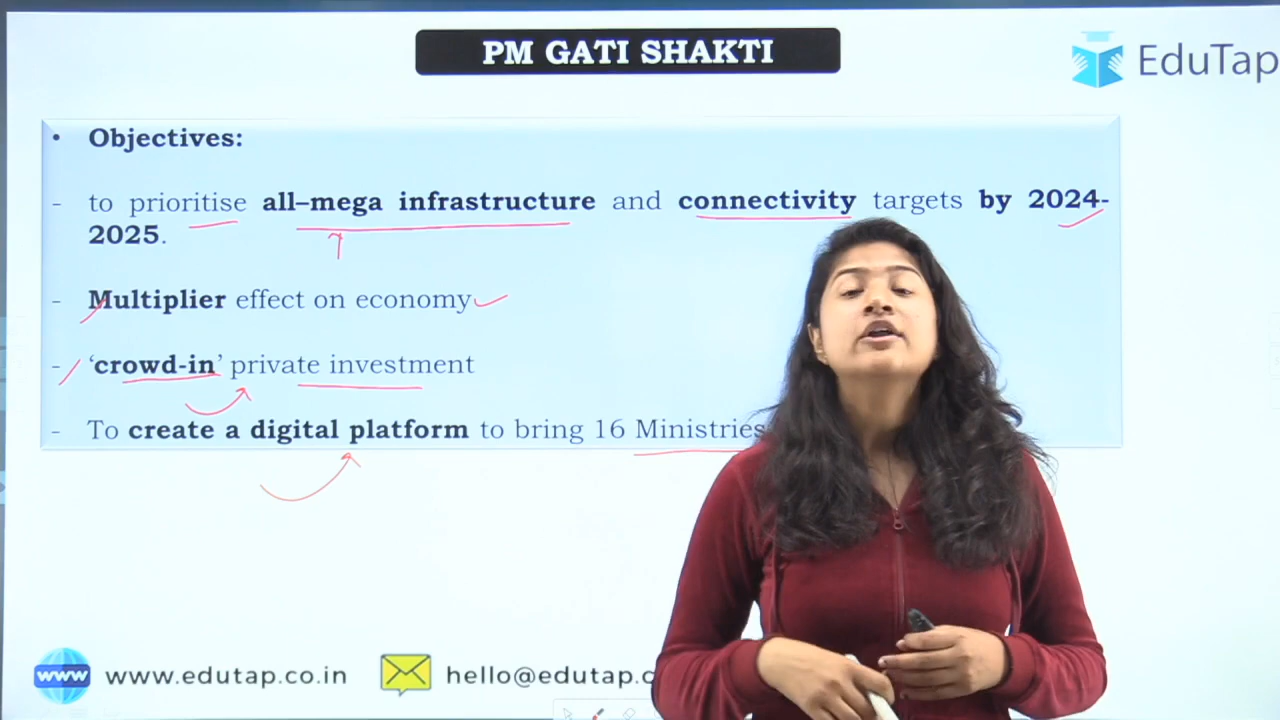 PM GATI SHAKTI
EduTap
• Objectives:
- to prioritise all–mega infrastructure and connectivity targets by 2024-
2025.
- Multiplier effect on economy
- ‘crowd-in’ private investment
- To create a digital platform to bring 16 Ministries
www
www.edutap.co.in
hello@edutap.c